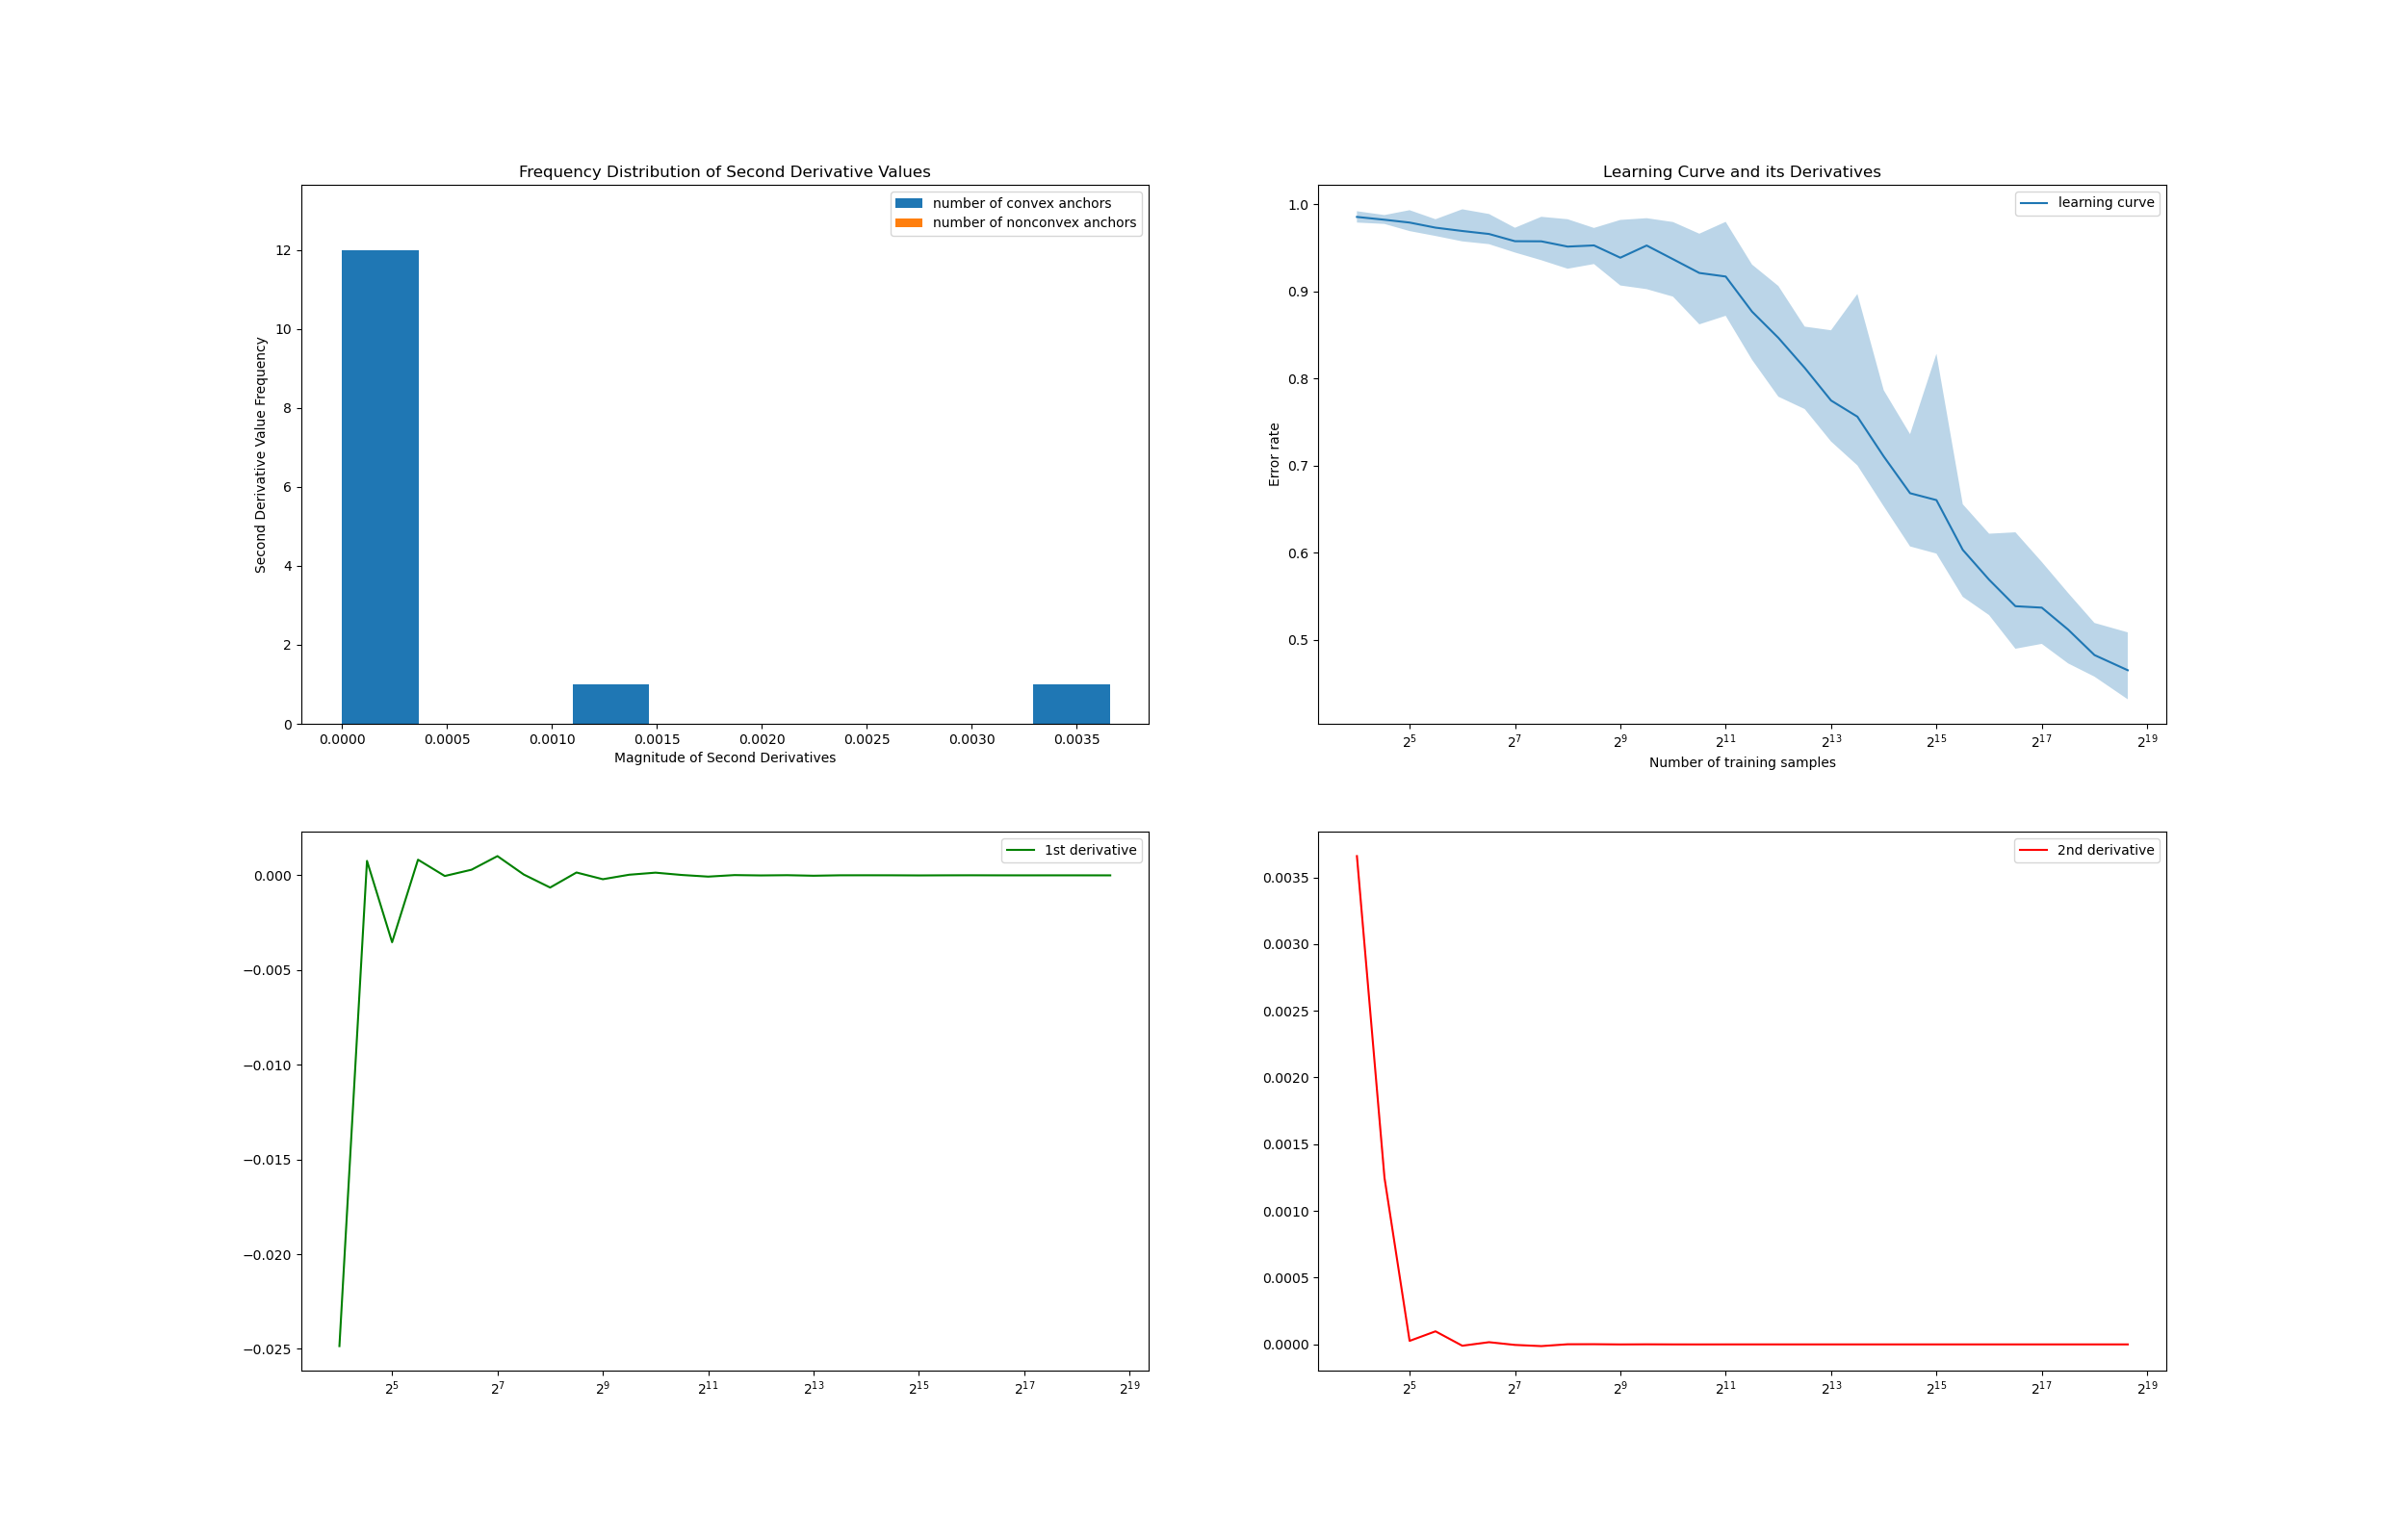 Frequency Distribution of Second Derivative Values
number of convex anchors
number of nonconvex anchors
Second Derivative Value Frequency
12
10
8
6
4
2
0
0.0000 0.0005 0.0010 0.0015 0.0020 0.0025 0.0030 0.0035
Magnitude of Second Derivatives
Learning Curve and its Derivatives
learning curve
Error rate
1.0
0.9
0.8
0.7
0.6
0.5
2^5 2^7 2^9 2^11 2^13 2^15 2^17 2^19
Number of training samples
1st derivative
0.000
−0.005
−0.010
−0.015
−0.020
−0.025
2^5 2^7 2^9 2^11 2^13 2^15 2^17 2^19
2nd derivative
0.0035
0.0030
0.0025
0.0020
0.0015
0.0010
0.0005
0.0000
2^5 2^7 2^9 2^11 2^13 2^15 2^17 2^19